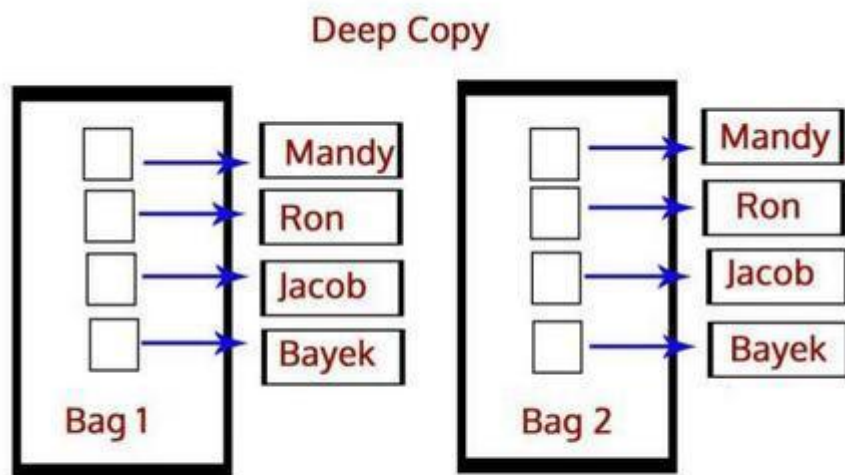 Deep Copy
Mandy
Ron
Jacob
Bayek
Bag 1
Mandy
Ron
Jacob
Bayek
Bag 2